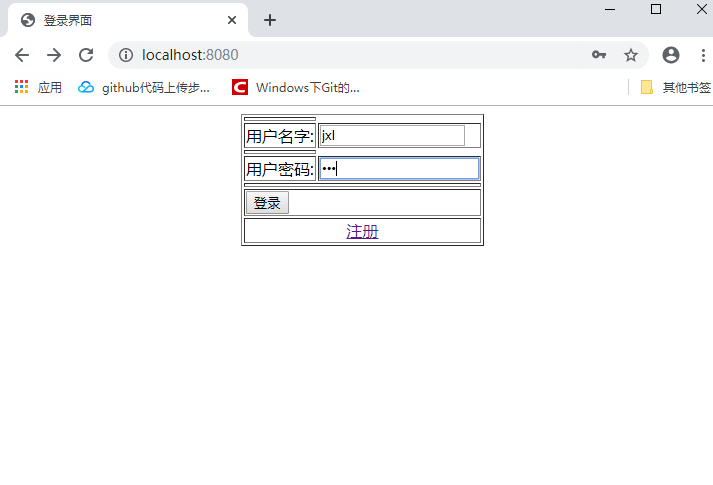 登录界面
localhost:8080
应用 github代码上传步... Windows下Git的... 其他书签
用户名字: jxl
用户密码: •••
登录
注册